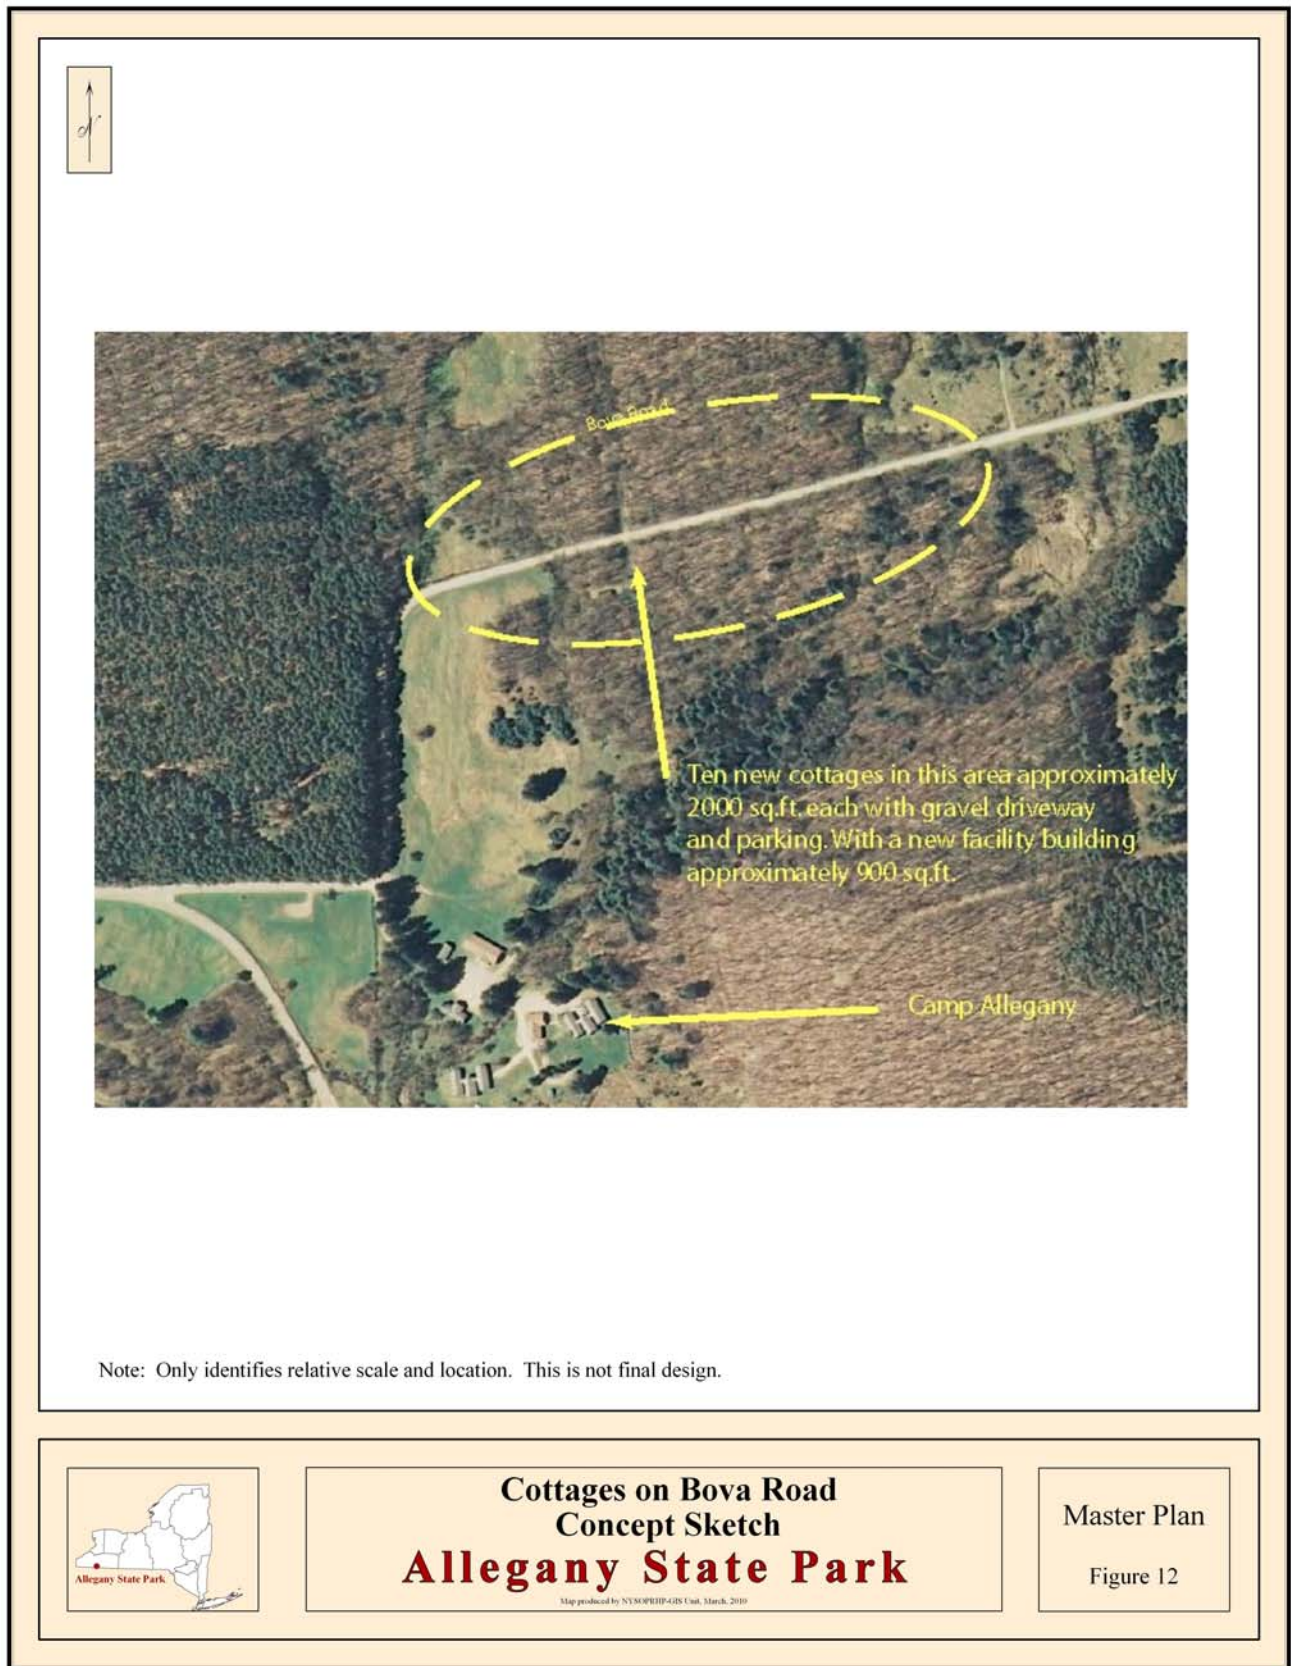 N
Bova Road
Ten new cottages in this area approximately
2000 sq.ft. each with gravel driveway
and parking. With a new facility building
approximately 900 sq.ft.
Camp Allegany
Note: Only identifies relative scale and location. This is not final design.
Allegany State Park
Cottages on Bova Road
Concept Sketch
Allegany State Park
Map produced by NYSOPRHP-GIS Unit, March, 2010
Master Plan
Figure 12